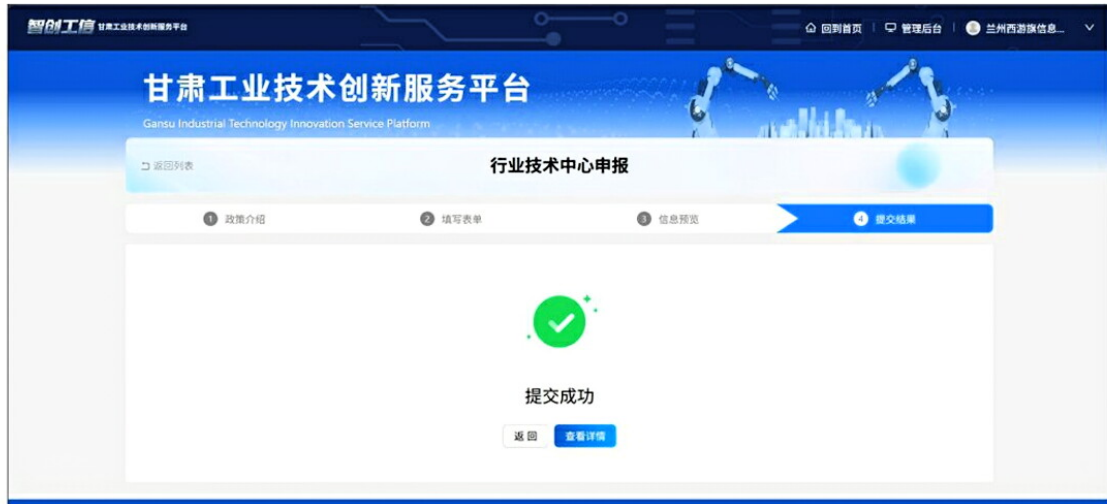 智创工信 甘肃工业技术创新服务平台 回到首页 管理后台 兰州西游旗信息...
甘肃工业技术创新服务平台
Gansu Industrial Technology Innovation Service Platform
返回列表 行业技术中心申报
1 政策介绍 2 填写表单 3 信息预览 4 提交结果
提交成功
返回 查看详情